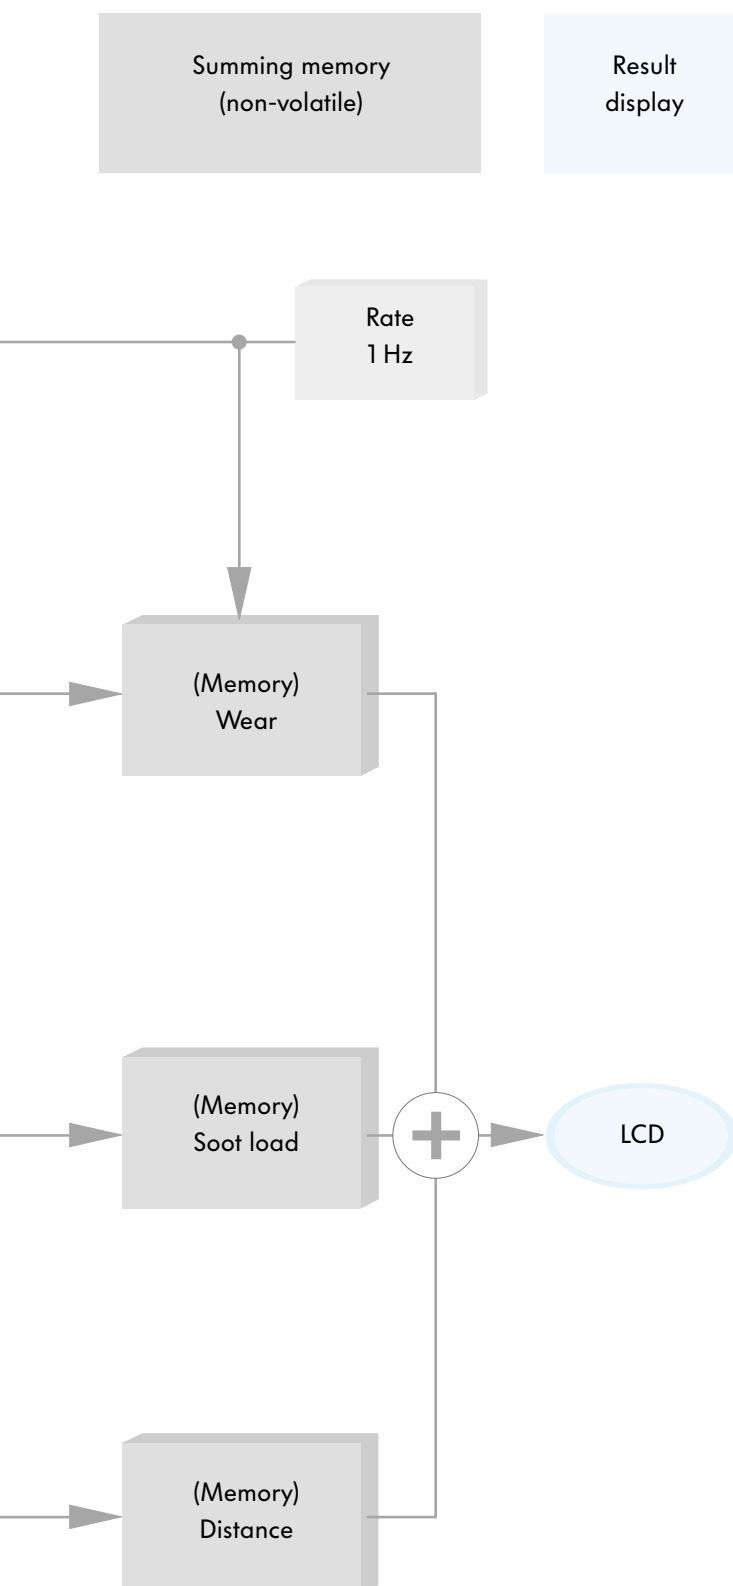 Summing memory
(non-volatile)
Result
display
Rate
1 Hz
(Memory)
Wear
(Memory)
Soot load
LCD
(Memory)
Distance